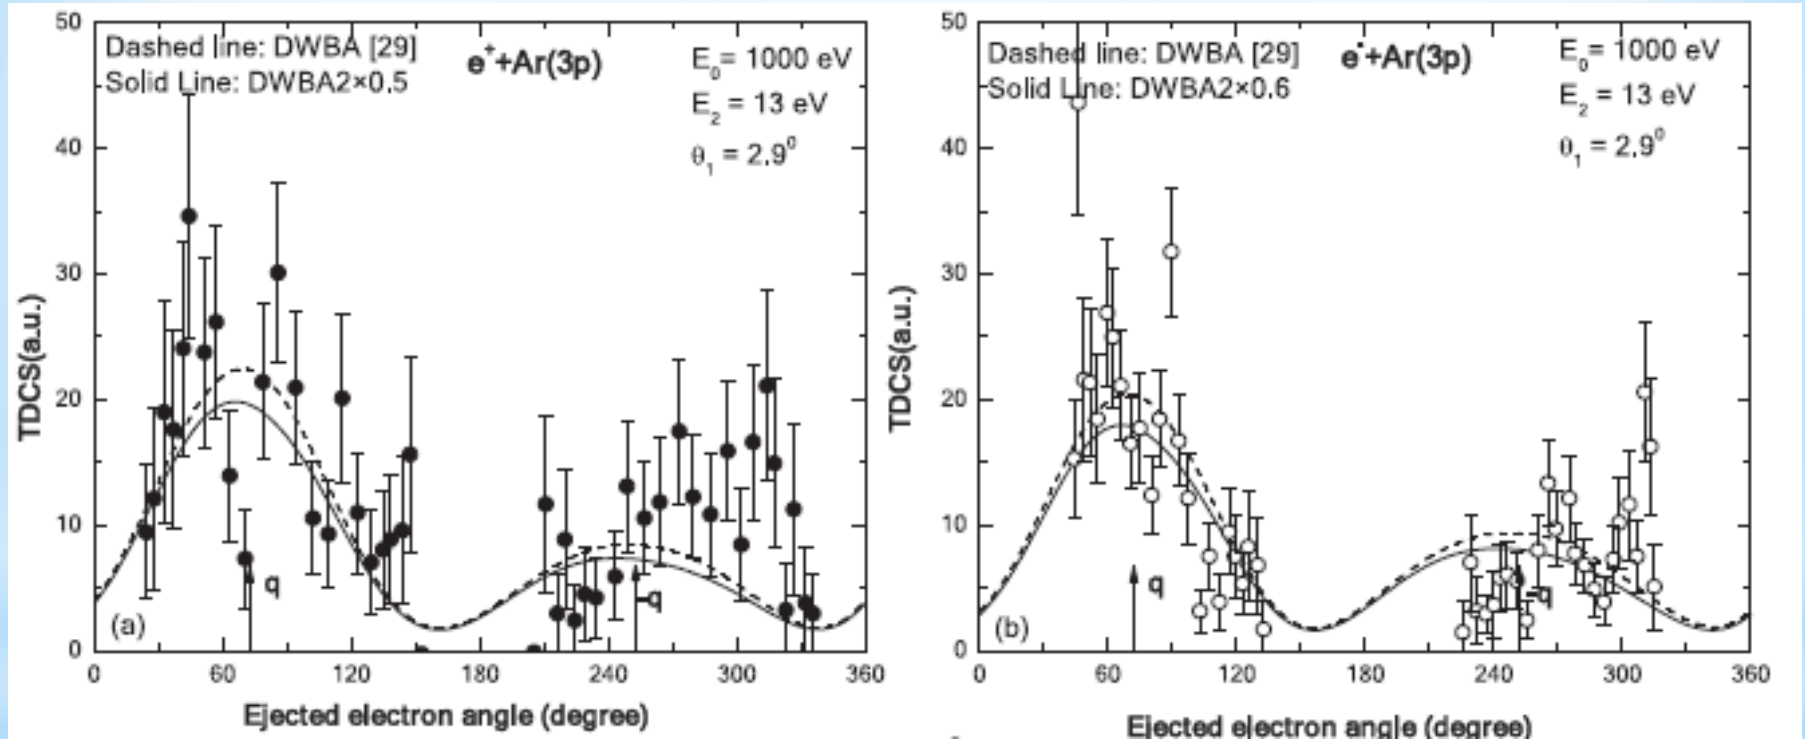 Dashed line: DWBA [29]
Solid Line: DWBA2×0.5
e⁺+Ar(3p)
E₀= 1000 eV
E₂ = 13 eV
θ₁ = 2.9⁰
TDCS(a.u.)
50
40
30
20
10
0
q
-q
(a)
0 60 120 180 240 300 360
Ejected electron angle (degree)
Dashed line: DWBA [29]
Solid Line: DWBA2×0.6
e⁻+Ar(3p)
E₀= 1000 eV
E₂ = 13 eV
θ₁ = 2.9⁰
TDCS(a.u.)
50
40
30
20
10
0
q
-q
(b)
0 60 120 180 240 300 360
Ejected electron angle (degree)